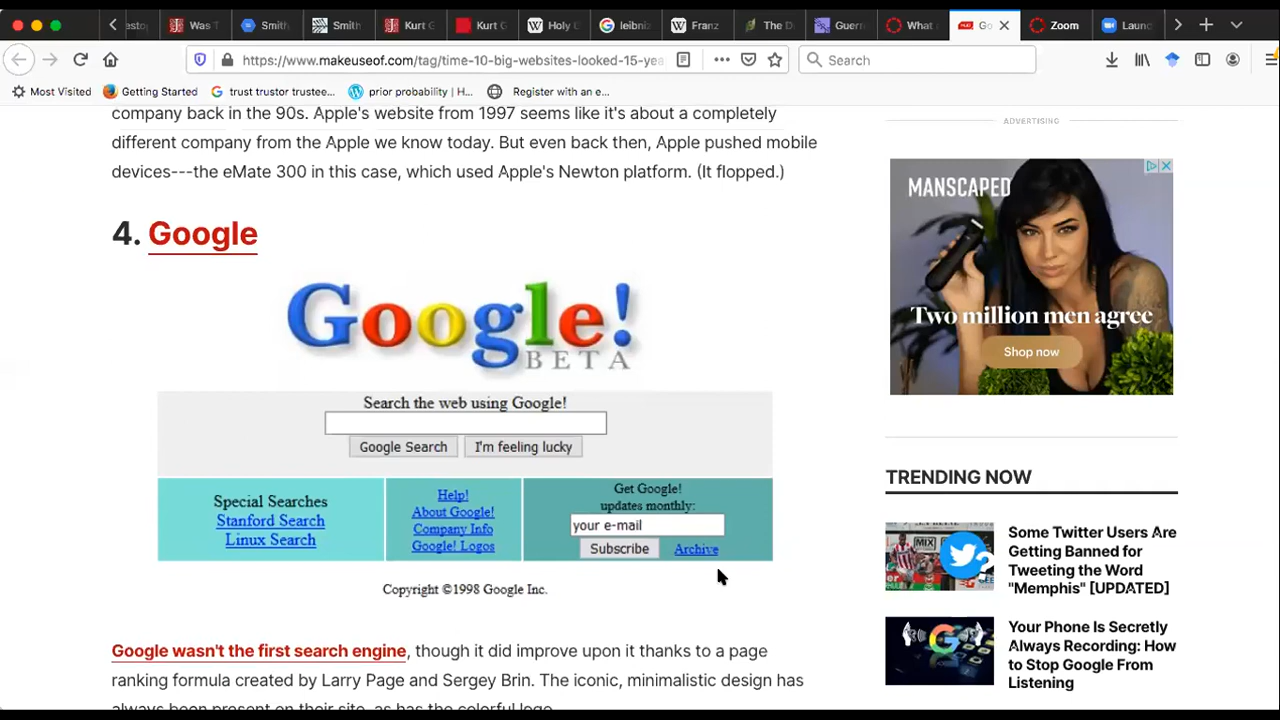 estop
Was T
Smith.
Smith
Kurt G
Kurt G
Holy E
leibniz
Franz
The D
Guerr
What
Go
Zoom
Laun
https://www.makeuseof.com/tag/time-10-big-websites-looked-15-yea
Search
Most Visited
Getting Started
trust trustor trustee...
prior probability | H...
Register with an e...
company back in the 90s. Apple's website from 1997 seems like it's about a completely
different company from the Apple we know today. But even back then, Apple pushed mobile
devices---the eMate 300 in this case, which used Apple's Newton platform. (It flopped.)
4. Google
Google!
BETA
Search the web using Google!
Google Search
I'm feeling lucky
Special Searches
Stanford Search
Linux Search
Help!
About Google!
Company Info
Google! Logos
Get Google!
updates monthly:
your e-mail
Subscribe
Archive
Copyright ©1998 Google Inc.
Google wasn't the first search engine, though it did improve upon it thanks to a page
ranking formula created by Larry Page and Sergey Brin. The iconic, minimalistic design has
always been present on their site, as has the colorful logo.
ADVERTISING
MANSCAPED
Two million men agree
Shop now
TRENDING NOW
Some Twitter Users Are
Getting Banned for
Tweeting the Word
"Memphis" [UPDATED]
Your Phone Is Secretly
Always Recording: How
to Stop Google From
Listening